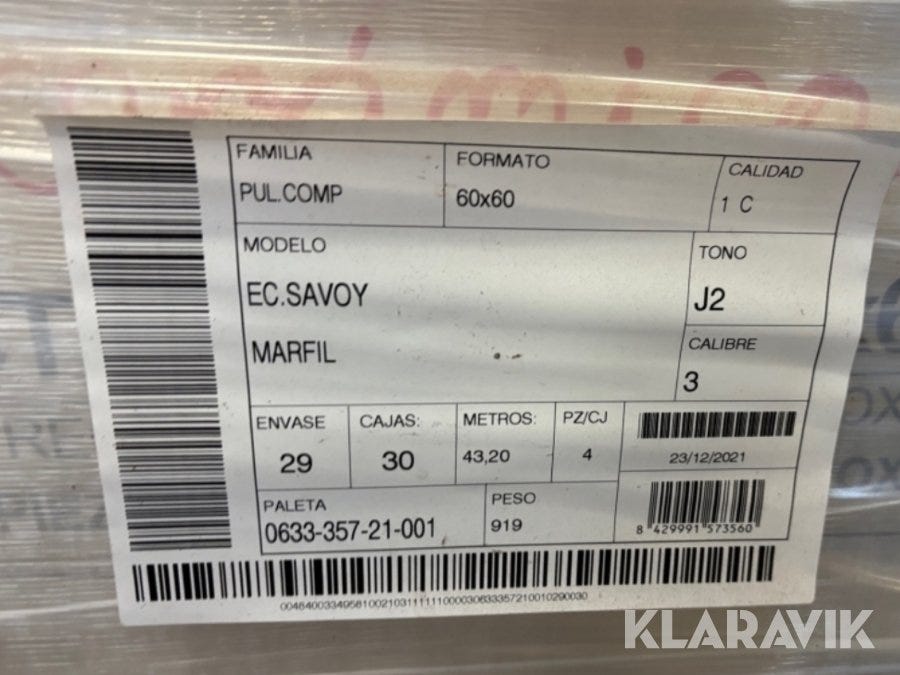 FAMILIA
PUL.COMP
FORMATO
60x60
CALIDAD
1 C
MODELO
EC.SAVOY
MARFIL
TONO
J2
CALIBRE
3
ENVASE
29
CAJAS:
30
METROS:
43,20
PZ/CJ
4
23/12/2021
PALETA
0633-357-21-001
PESO
919
8 429991 573560
KLARAVIK